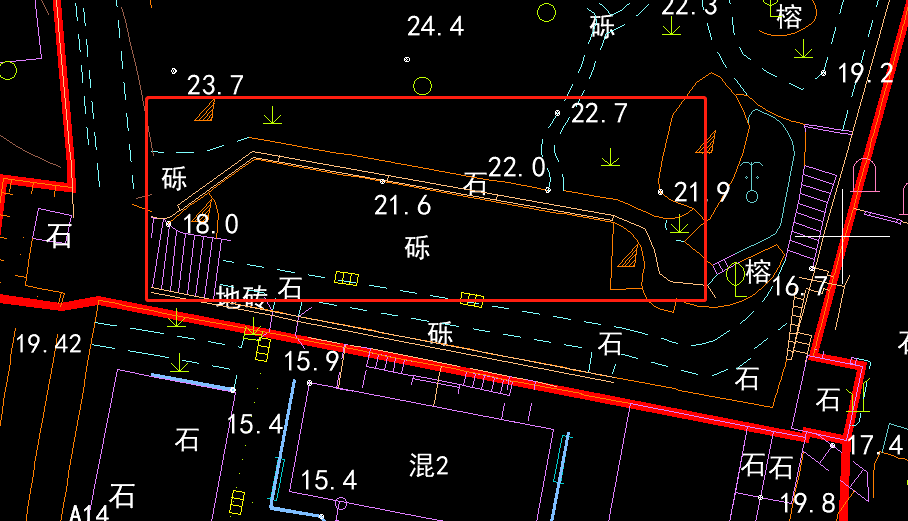 22.3
榕
砾
24.4
19.2
23.7
22.7
22.0
砾
石
21.9
21.6
18.0
石
砾
榕
16.7
地砖
石
砾
石
19.42
15.9
石
石
15.4
石
17.4
混2
石
石
15.4
石
19.8
A14